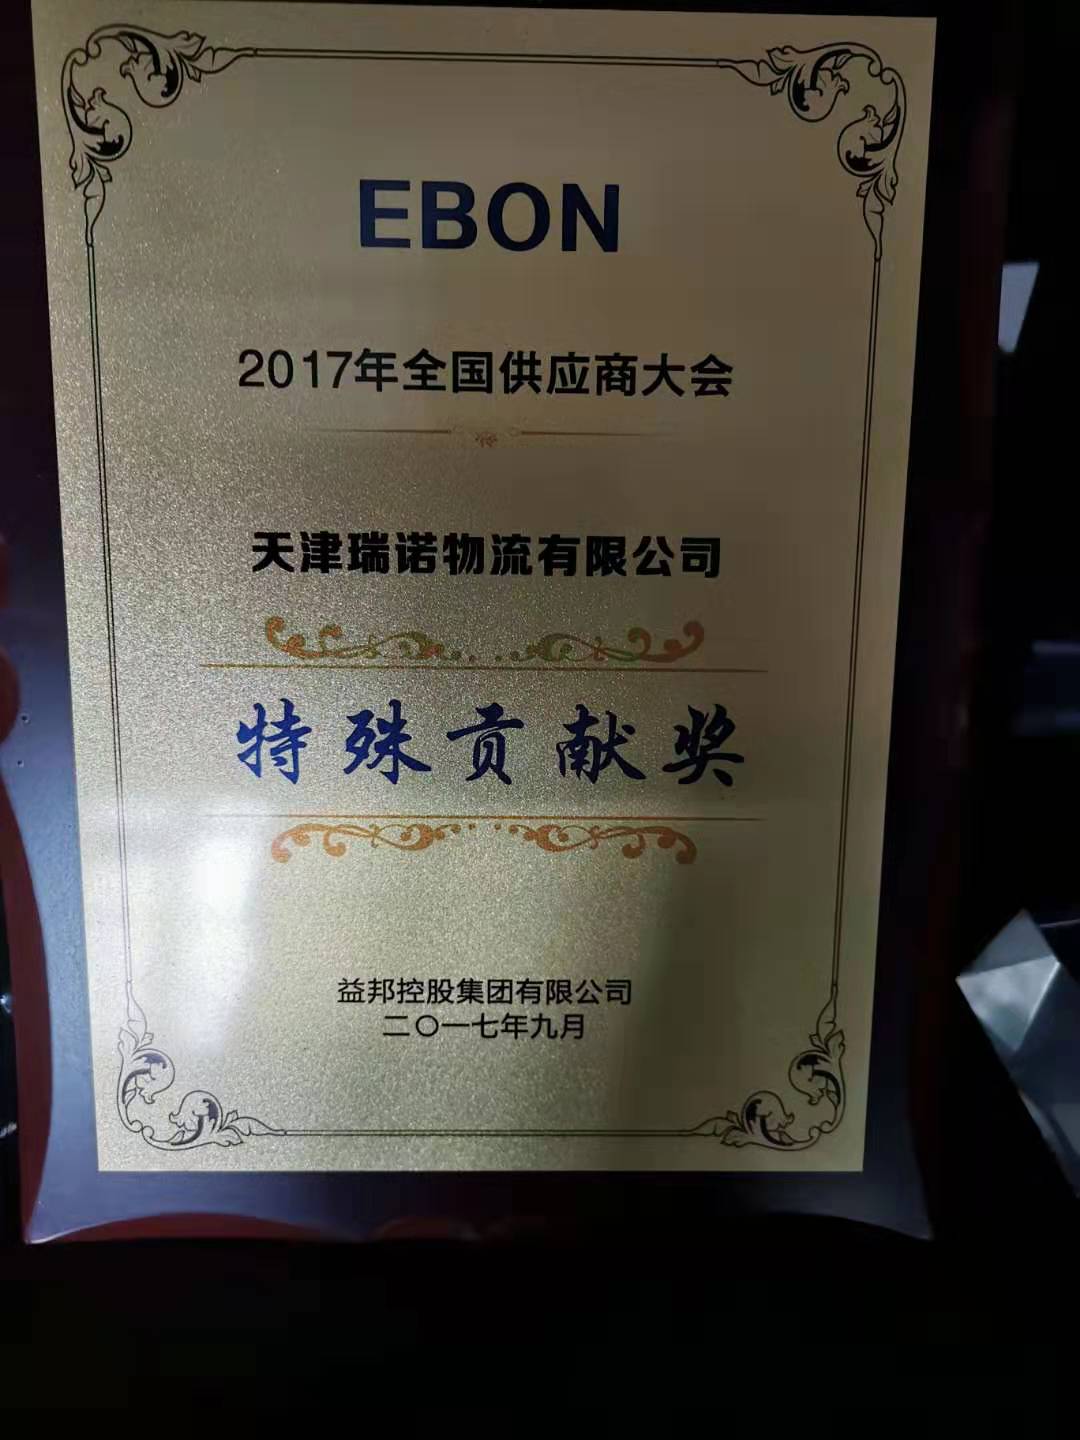 EBON
2017年全国供应商大会
天津瑞诺物流有限公司
特殊贡献奖
益邦控股集团有限公司
二〇一七年九月